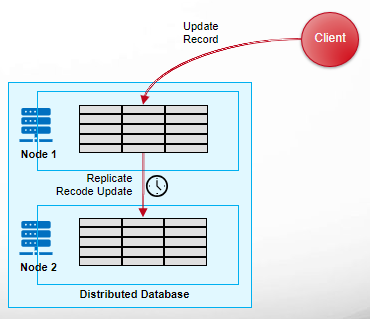 Update
Record
Client
Node 1
Replicate
Recode Update
Node 2
Distributed Database